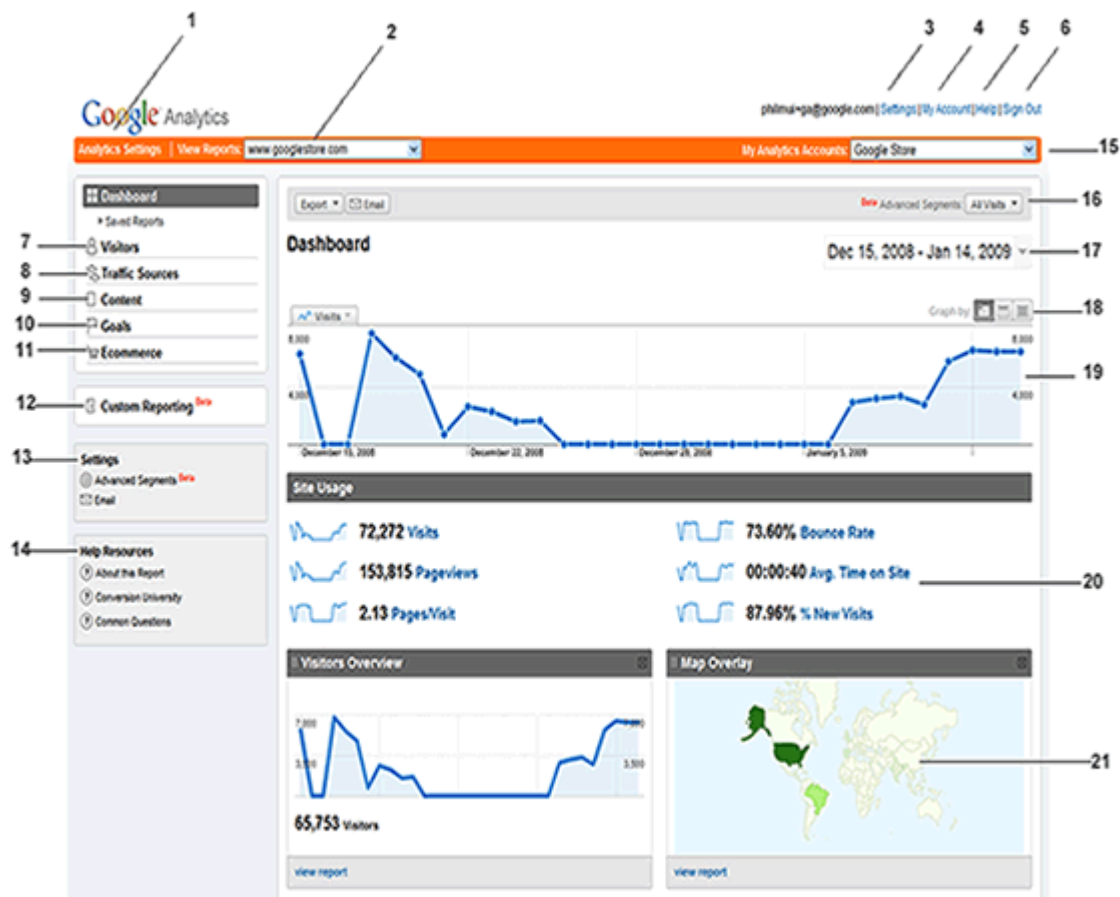 1
2
3
4
5
6
Google Analytics
philmui+ga@google.com | Settings | My Account | Help | Sign Out
Analytics Settings | View Reports: www.googlestore.com
My Analytics Accounts: Google Store
15
Dashboard
Saved Reports
7
Visitors
8
Traffic Sources
9
Content
10
Goals
11
Ecommerce
12
Custom Reporting Beta
13
Settings
Advanced Segments Beta
Email
14
Help Resources
About this Report
Conversion University
Common Questions
Export
Email
Beta Advanced Segments: All Visits
16
Dashboard
Dec 15, 2008 - Jan 14, 2009
17
Visits
Graph by:
18
8,000
8,000
19
4,000
4,000
December 15, 2008
December 22, 2008
December 29, 2008
January 5, 2009
Site Usage
72,272 Visits
73.60% Bounce Rate
153,815 Pageviews
00:00:40 Avg. Time on Site
20
2.13 Pages/Visit
87.96% % New Visits
Visitors Overview
7,000
7,000
3,500
3,500
65,753 Visitors
view report
Map Overlay
21
view report